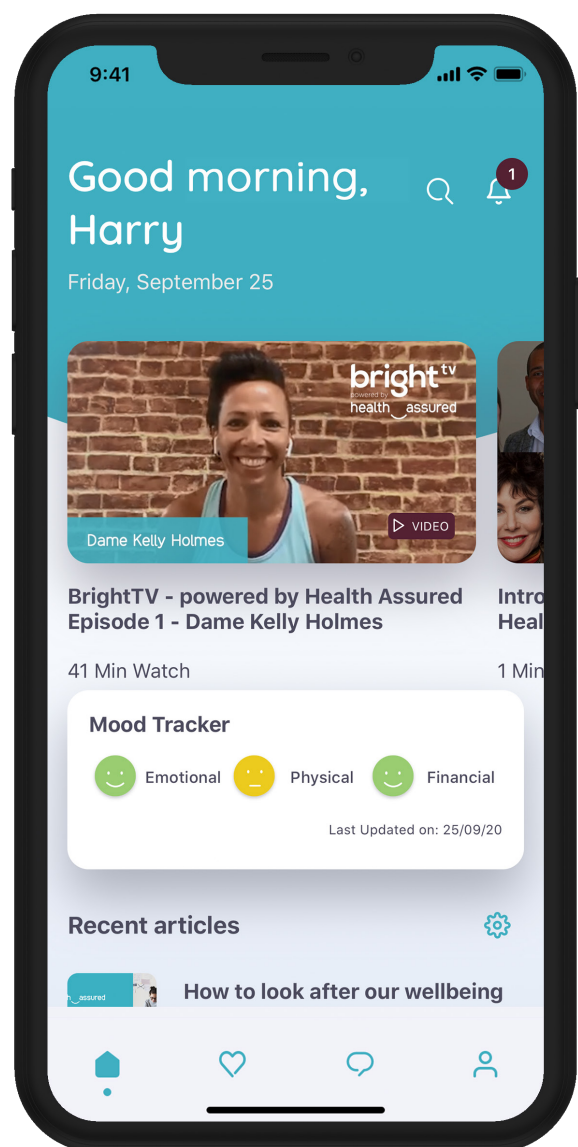 9:41
Good morning,
Harry
1
Friday, September 25
bright tv
powered by
health assured
Dame Kelly Holmes
VIDEO
BrightTV - powered by Health Assured
Episode 1 - Dame Kelly Holmes
41 Min Watch
Intro
Heal
1 Min
Mood Tracker
Emotional
Physical
Financial
Last Updated on: 25/09/20
Recent articles
h assured
How to look after our wellbeing